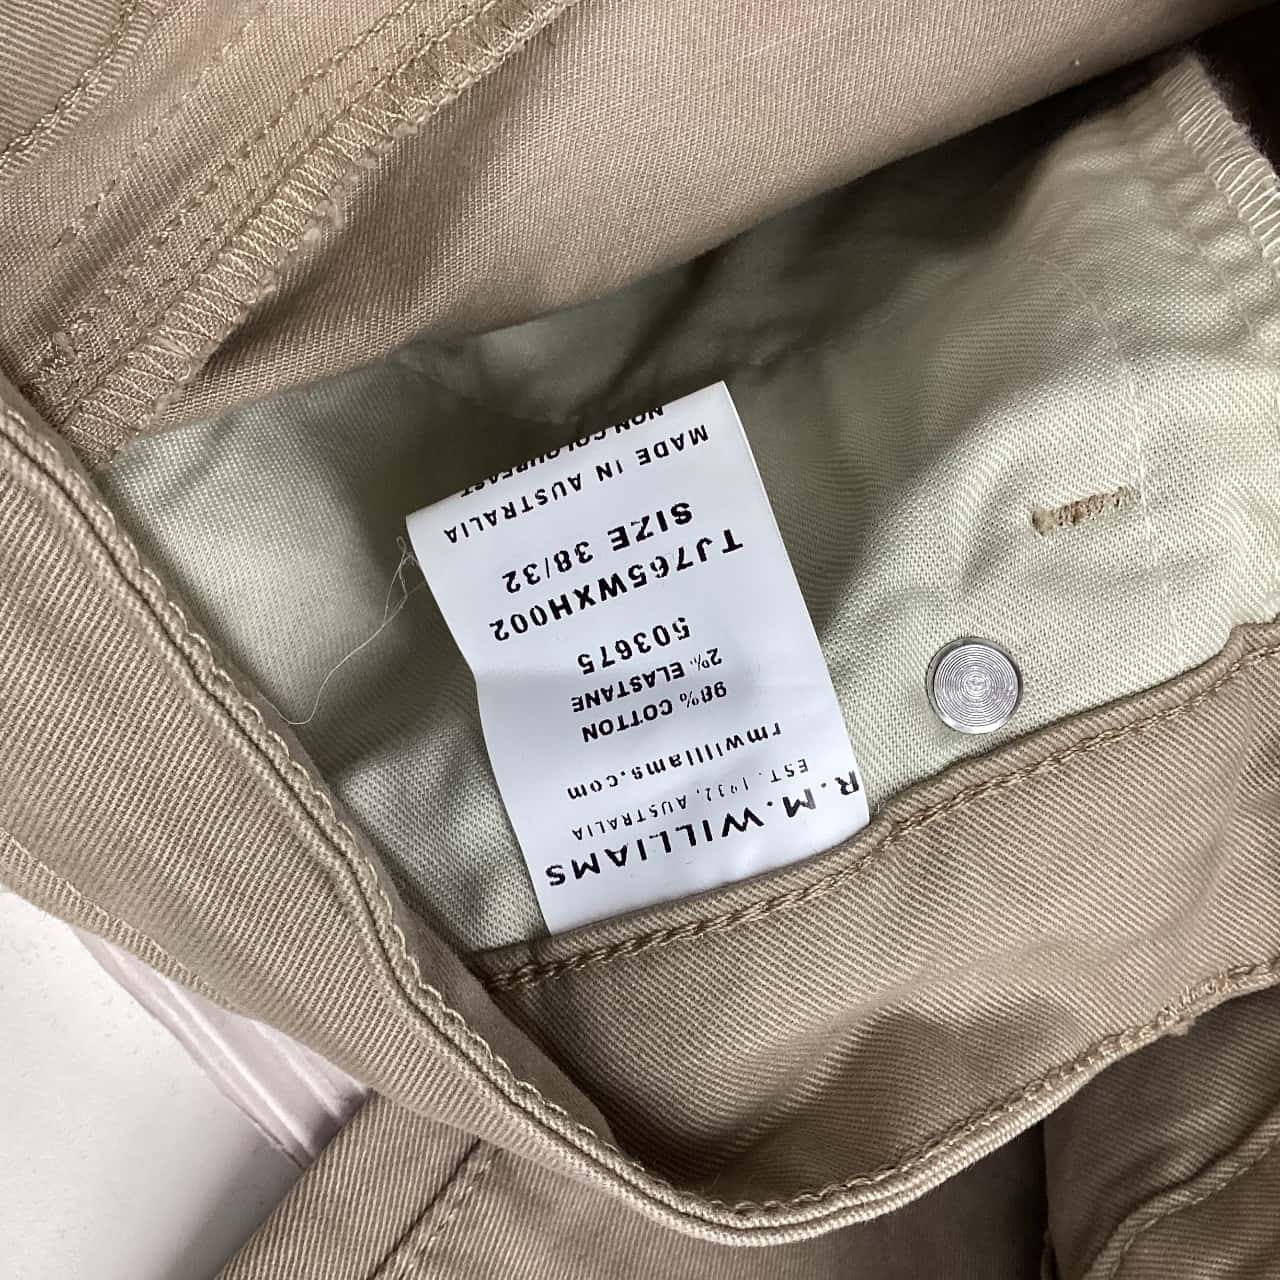 R.M.WILLIAMS
EST. 1932, AUSTRALIA
rmwilliams.com
98% COTTON
2% ELASTANE
503675
TJ765WXH002
SIZE 38/32
MADE IN AUSTRALIA
NON COLOURFAST